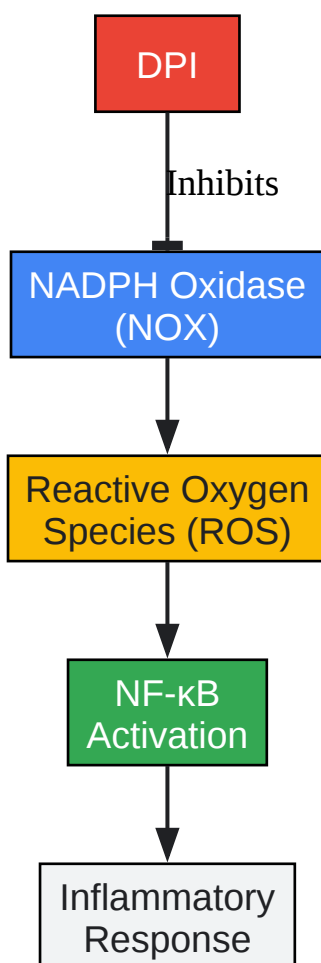 DPI
Inhibits
NADPH Oxidase
(NOX)
Reactive Oxygen
Species (ROS)
NF-κB
Activation
Inflammatory
Response